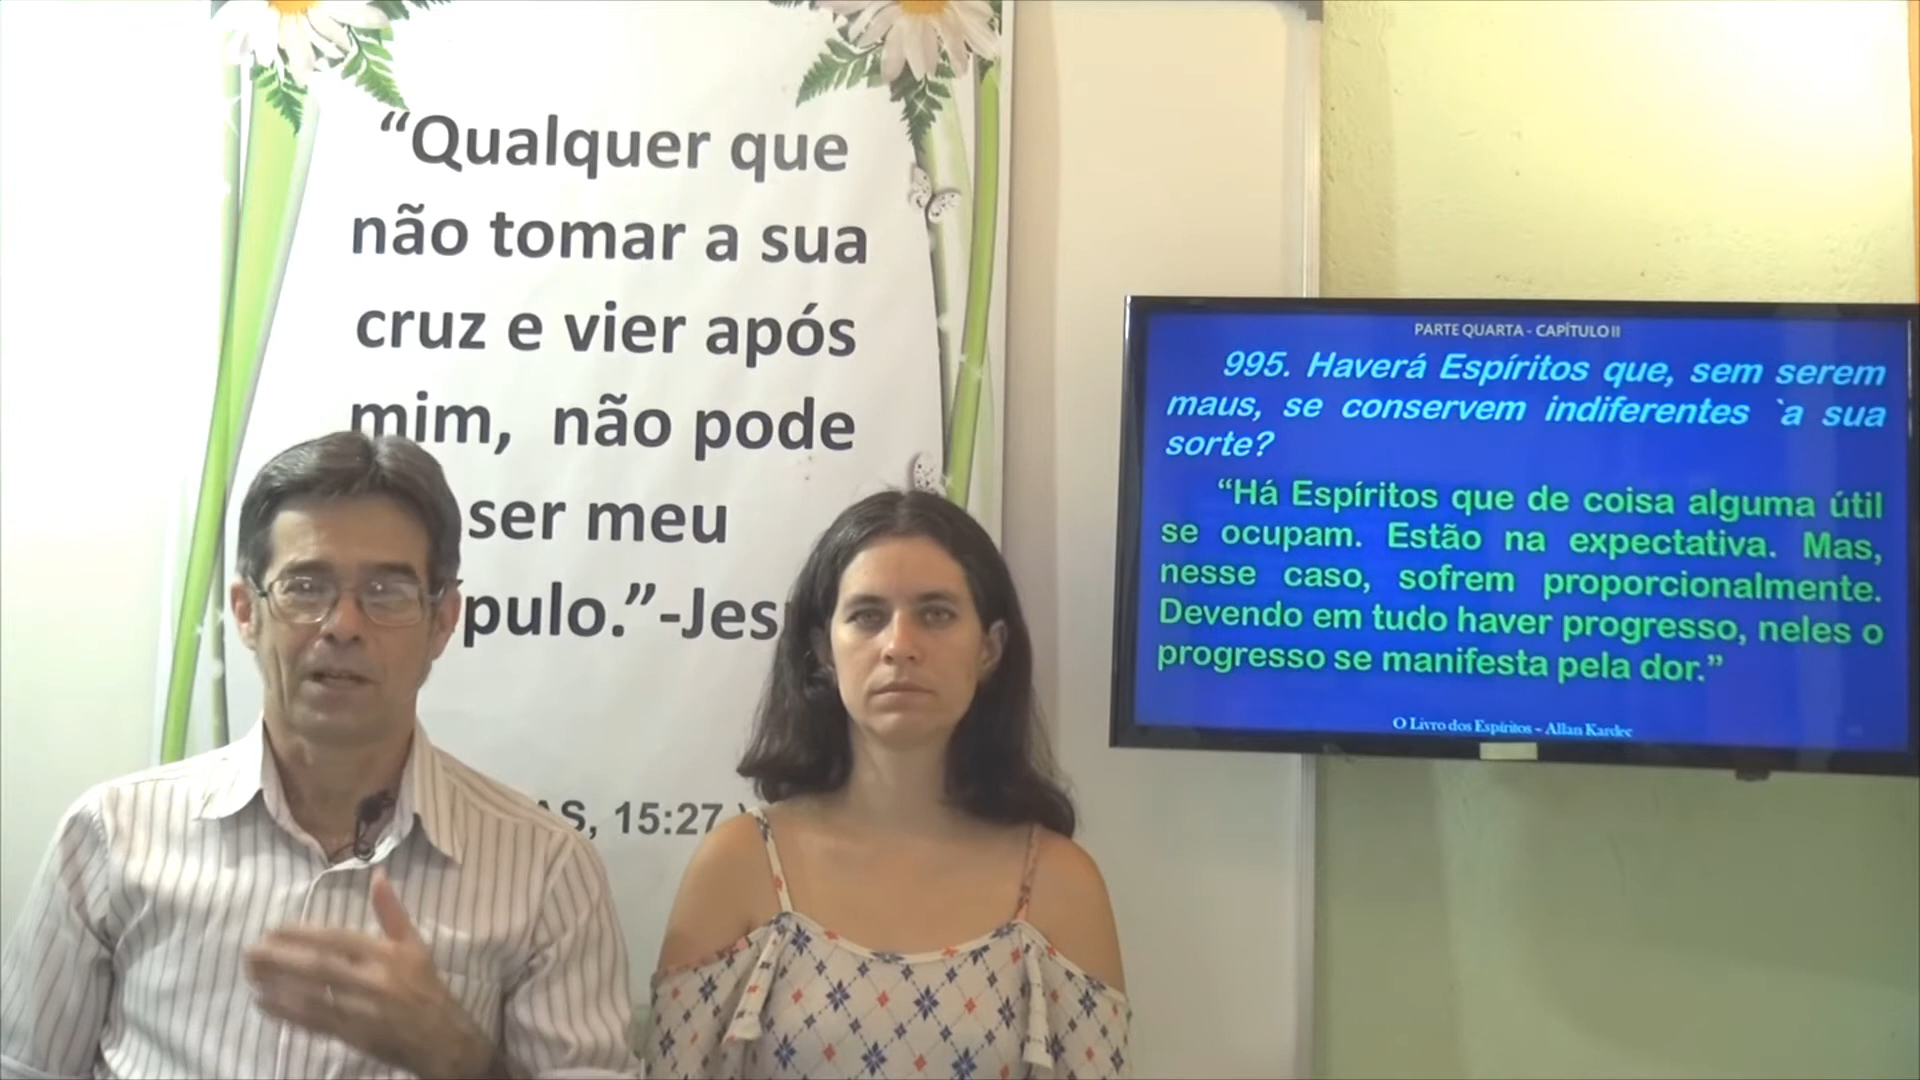 “Qualquer que
não tomar a sua
cruz e vier após
mim, não pode
ser meu
pulo.”-Jes
S, 15:27
PARTE QUARTA - CAPÍTULO II
995. Haverá Espíritos que, sem serem
maus, se conservem indiferentes `a sua
sorte?
“Há Espíritos que de coisa alguma útil
se ocupam. Estão na expectativa. Mas,
nesse caso, sofrem proporcionalmente.
Devendo em tudo haver progresso, neles o
progresso se manifesta pela dor.”
O Livro dos Espíritos - Allan Kardec